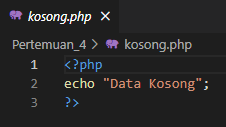 kosong.php
Pertemuan_4 > kosong.php
1 <?php
2 echo "Data Kosong";
3 ?>